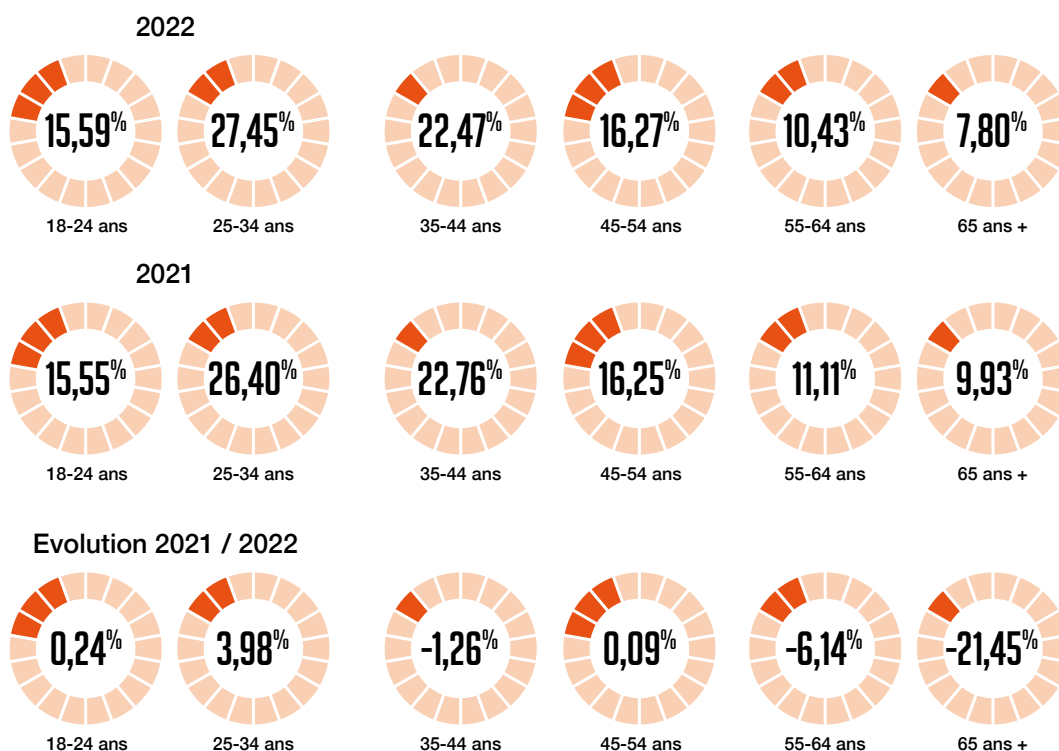 2022
15,59% 27,45% 22,47% 16,27% 10,43% 7,80%
18-24 ans 25-34 ans 35-44 ans 45-54 ans 55-64 ans 65 ans +
2021
15,55% 26,40% 22,76% 16,25% 11,11% 9,93%
18-24 ans 25-34 ans 35-44 ans 45-54 ans 55-64 ans 65 ans +
Evolution 2021 / 2022
0,24% 3,98% -1,26% 0,09% -6,14% -21,45%
18-24 ans 25-34 ans 35-44 ans 45-54 ans 55-64 ans 65 ans +